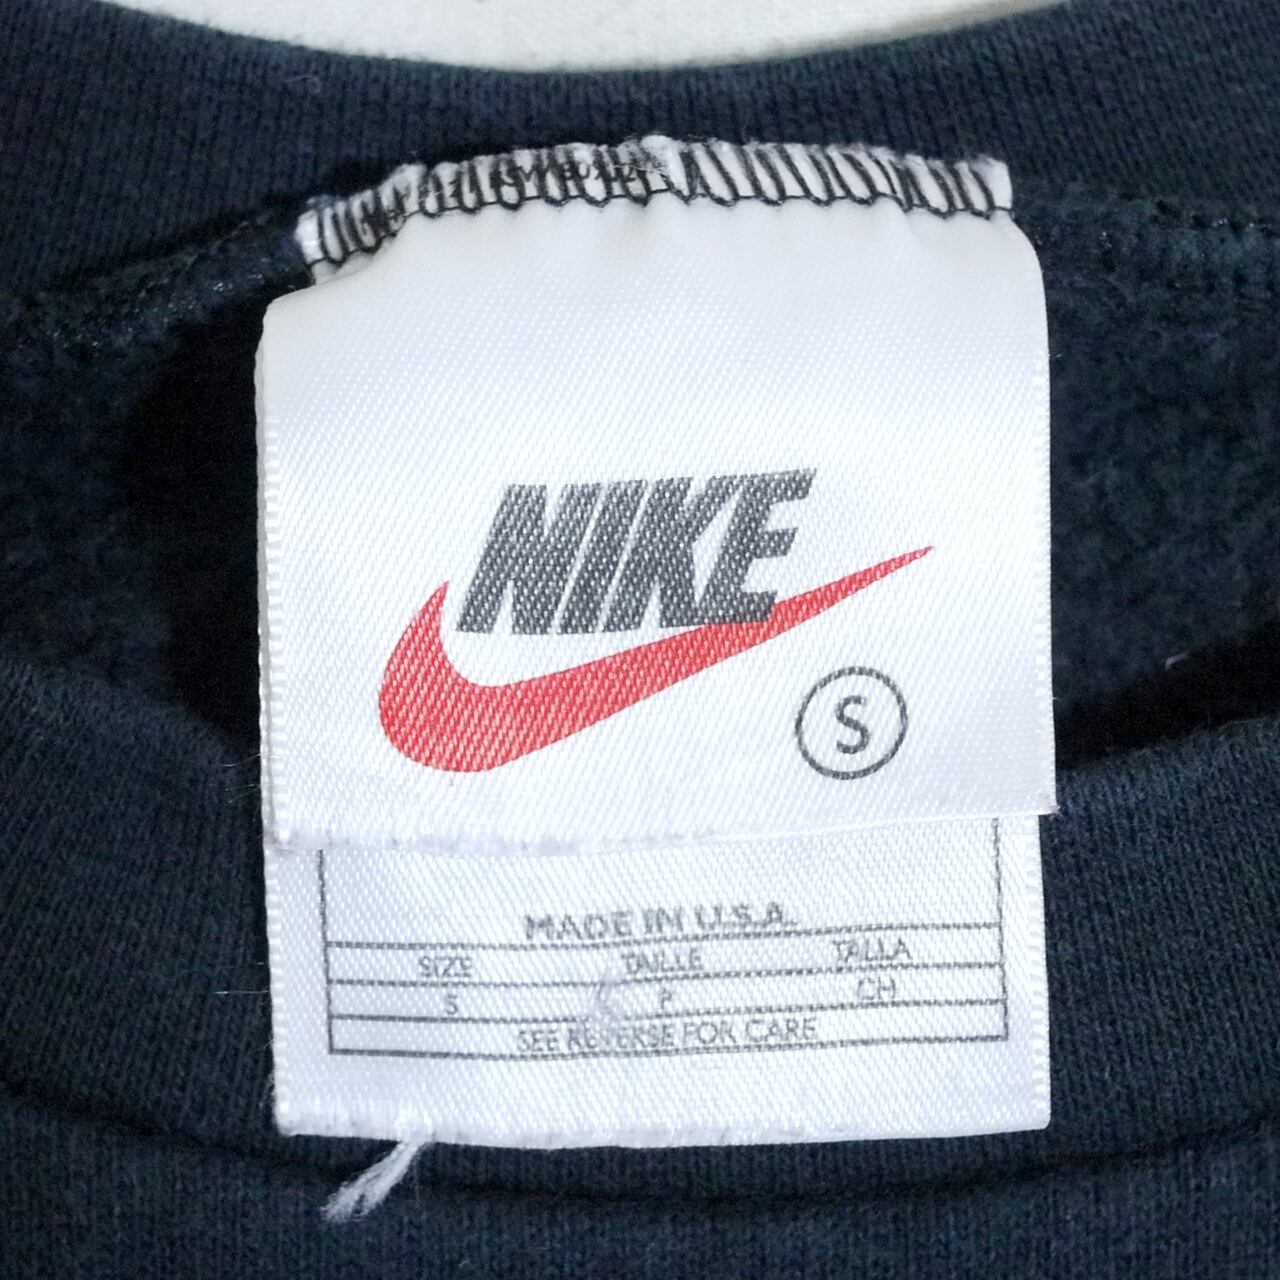 NIKE
S
MADE IN U.S.A.
SIZE TAILLE TALLA
S P CH
SEE REVERSE FOR CARE